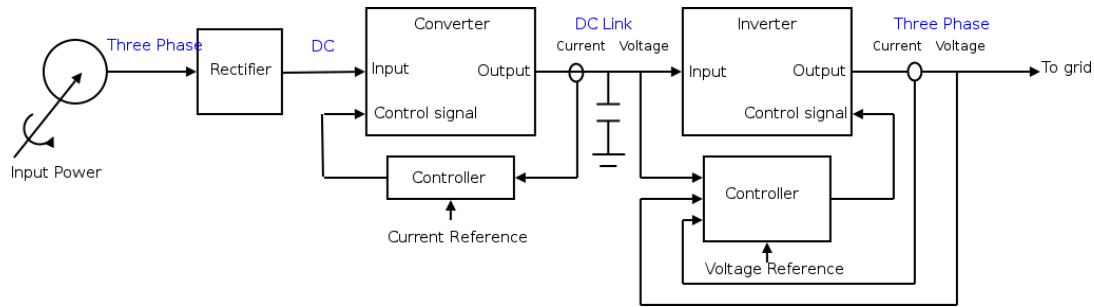 Converter
DC Link
Inverter
Three Phase
Three Phase
DC
Current
Voltage
Current
Voltage
Rectifier
Input
Output
Input
Output
To grid
Control signal
Control signal
Input Power
Controller
Controller
Current Reference
Voltage Reference